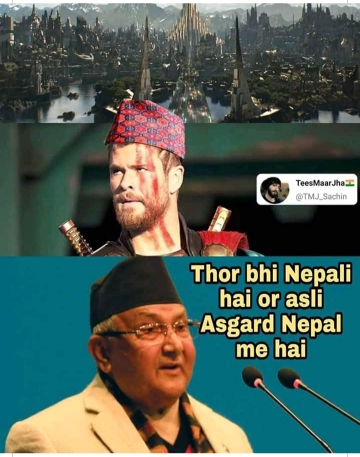 TeesMaarJha🇮🇳
@TMJ_Sachin
Thor bhi Nepali
hai or asli
Asgard Nepal
me hai